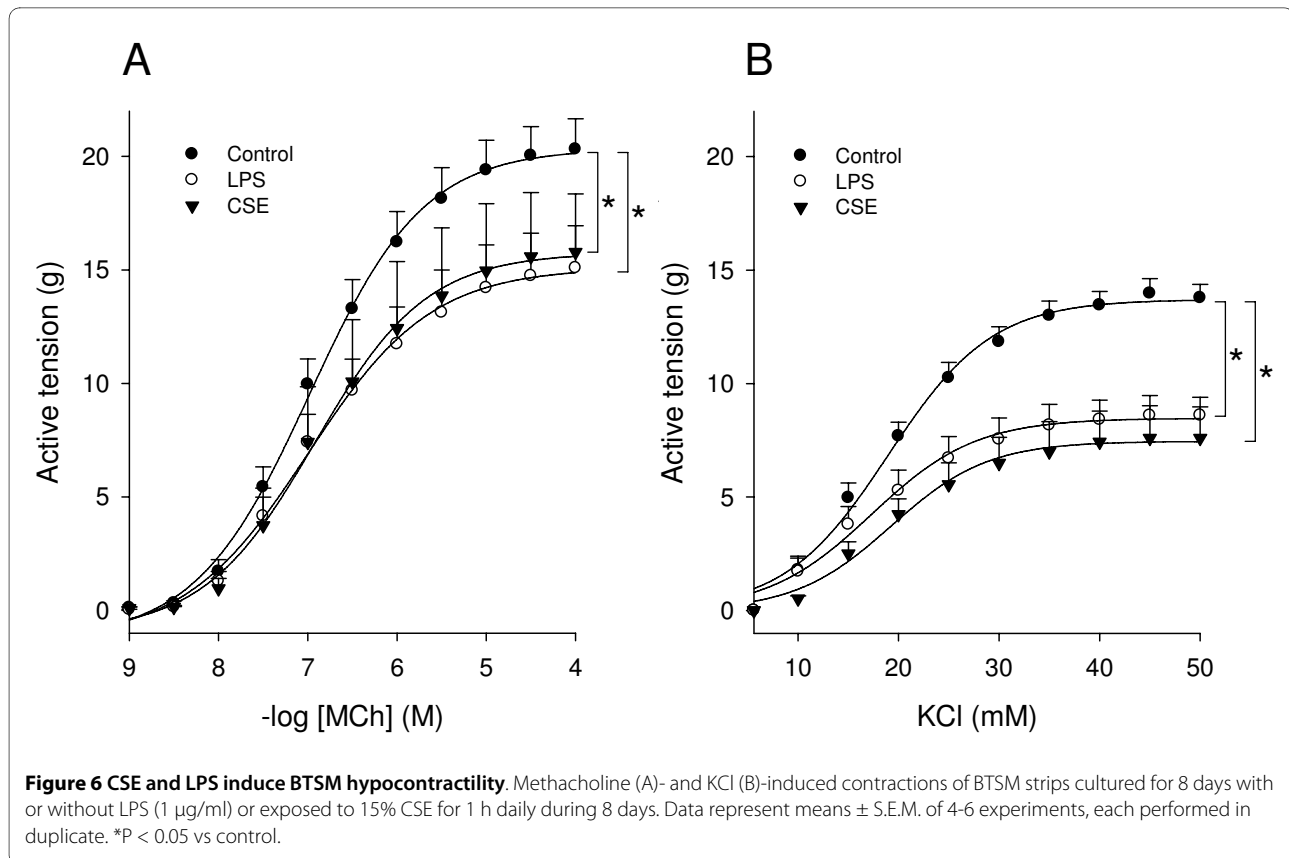 A
B
Control
LPS
CSE
Control
LPS
CSE
20
15
10
5
0
20
15
10
5
0
*
*
*
*
Active tension (g)
Active tension (g)
9 8 7 6 5 4
10 20 30 40 50
-log [MCh] (M)
KCl (mM)
Figure 6 CSE and LPS induce BTSM hypocontractility. Methacholine (A)- and KCl (B)-induced contractions of BTSM strips cultured for 8 days with
or without LPS (1 μg/ml) or exposed to 15% CSE for 1 h daily during 8 days. Data represent means ± S.E.M. of 4-6 experiments, each performed in
duplicate. *P < 0.05 vs control.